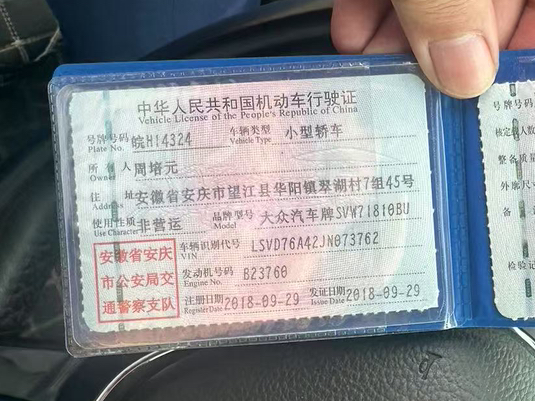 中华人民共和国机动车行驶证
Vehicle License of the People's Republic of China
号牌号码 皖H14324 车辆类型 小型轿车
Plate No. Vehicle Type
所有人 周培元
Owner
住址 安徽省安庆市望江县华阳镇翠湖村7组45号
Address
使用性质 非营运 品牌型号 大众汽车牌SVW71810BU
Use Character Model
安徽省安庆
市公安局交
通警察支队
车辆识别代号 LSVD76A42JN073762
VIN
发动机号码 B23760
Engine No.
注册日期 2018-09-29 发证日期 2018-09-29
Register Date Issue Date
号牌号
核定载人数
整备质
外廓尺
备
检验记